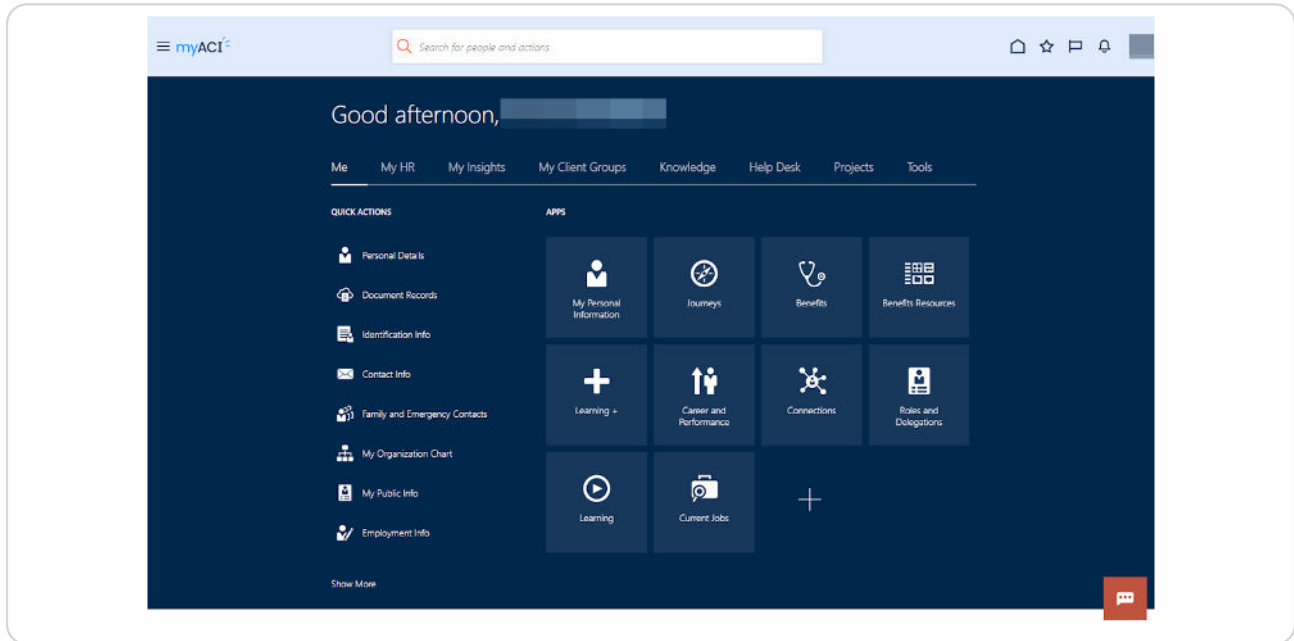 myACI
Search for people and actions
Good afternoon,
Me My HR My Insights My Client Groups Knowledge Help Desk Projects Tools
QUICK ACTIONS
Personal Details
Document Records
Identification Info
Contact Info
Family and Emergency Contacts
My Organization Chart
My Public Info
Employment Info
Show More
APPS
My Personal
Information
Journeys
Benefits
Benefits Resources
Learning +
Career and
Performance
Connections
Roles and
Delegations
Learning
Current Jobs